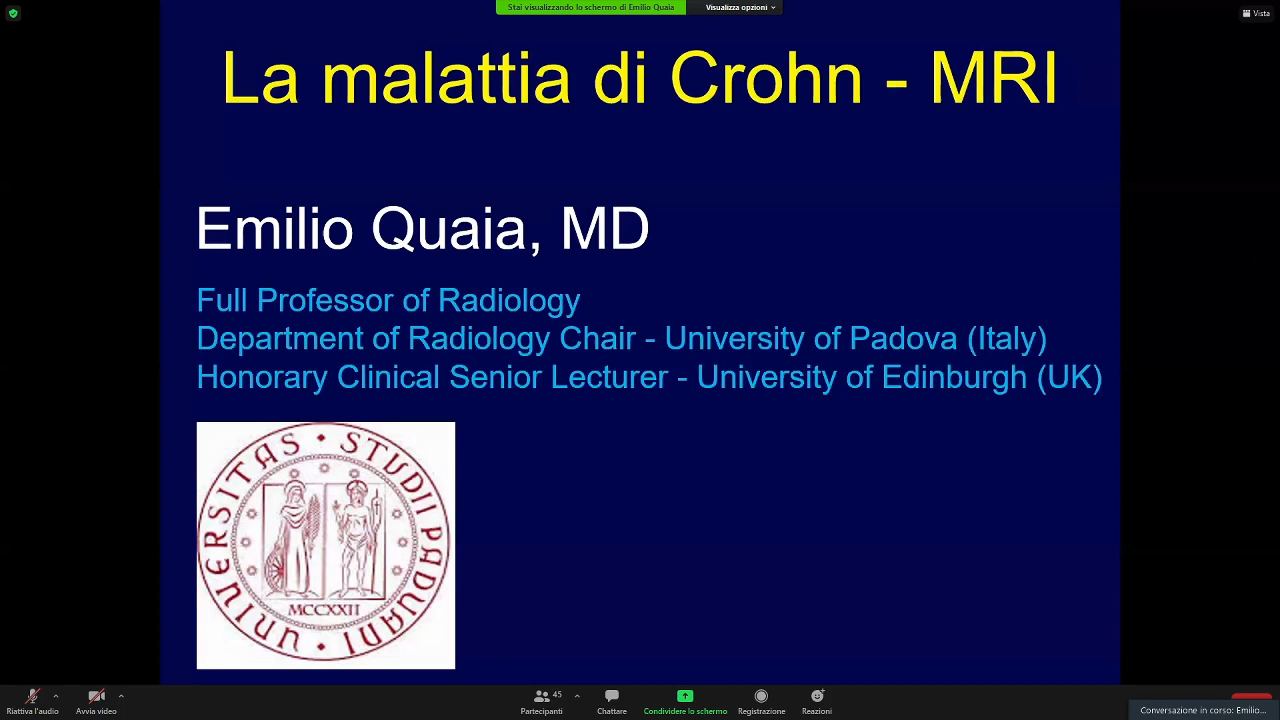 Stai visualizzando lo schermo di Emilio Quaia
Visualizza opzioni
Vista
La malattia di Crohn - MRI
Emilio Quaia, MD
Full Professor of Radiology
Department of Radiology Chair - University of Padova (Italy)
Honorary Clinical Senior Lecturer - University of Edinburgh (UK)
UNIVERSITAS · STUDII PADUANI ·
MCCXXII
Riattiva l'audio
Avvia video
45
Partecipanti
Chattare
Condividere lo schermo
Registrazione
Reazioni
Conversazione in corso: Emilio...